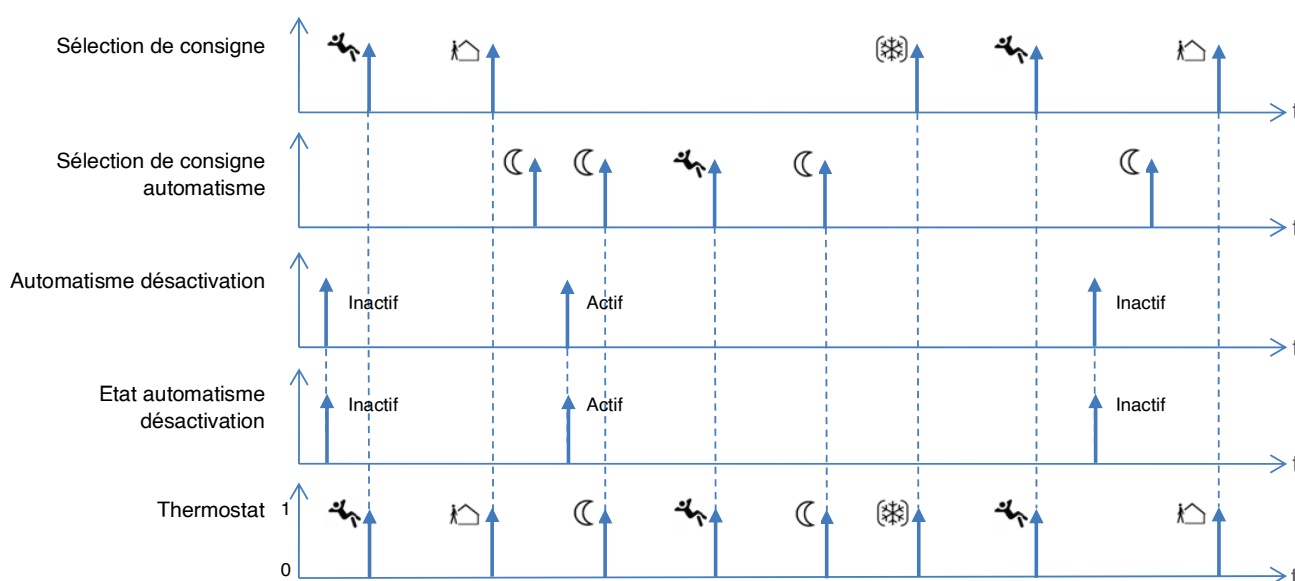 Sélection de consigne
t
Sélection de consigne
automatisme
t
Automatisme désactivation
Inactif
Actif
Inactif
t
Etat automatisme
désactivation
Inactif
Actif
Inactif
t
Thermostat
1
0
t